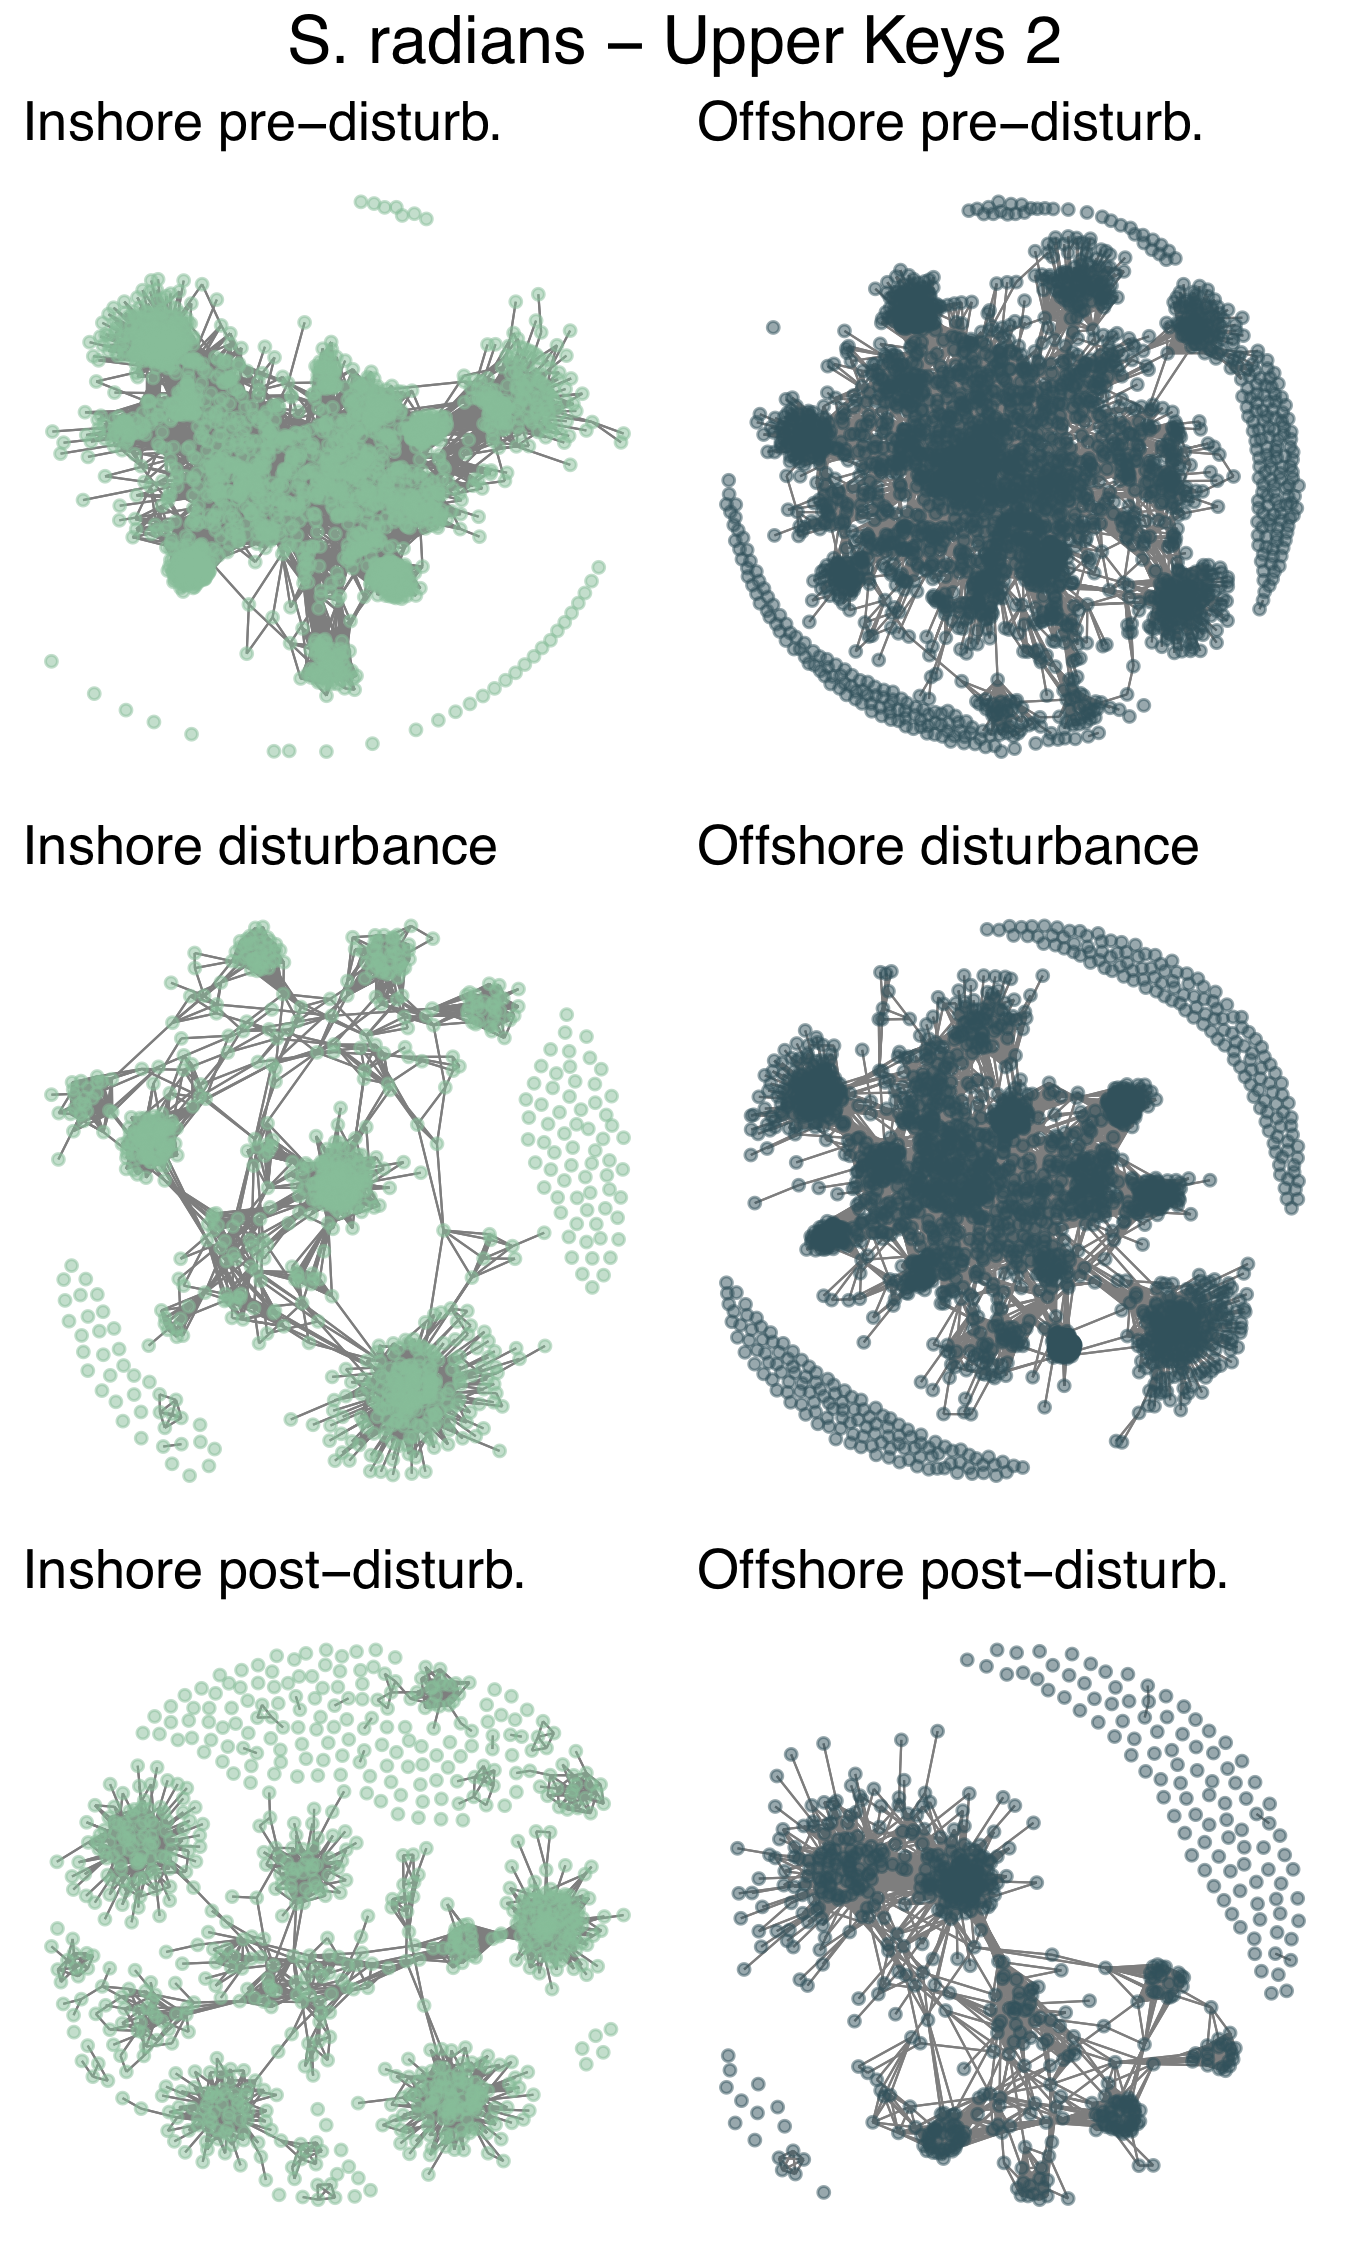 S. radians – Upper Keys 2
Inshore pre–disturb.
Offshore pre–disturb.
Inshore disturbance
Offshore disturbance
Inshore post–disturb.
Offshore post–disturb.